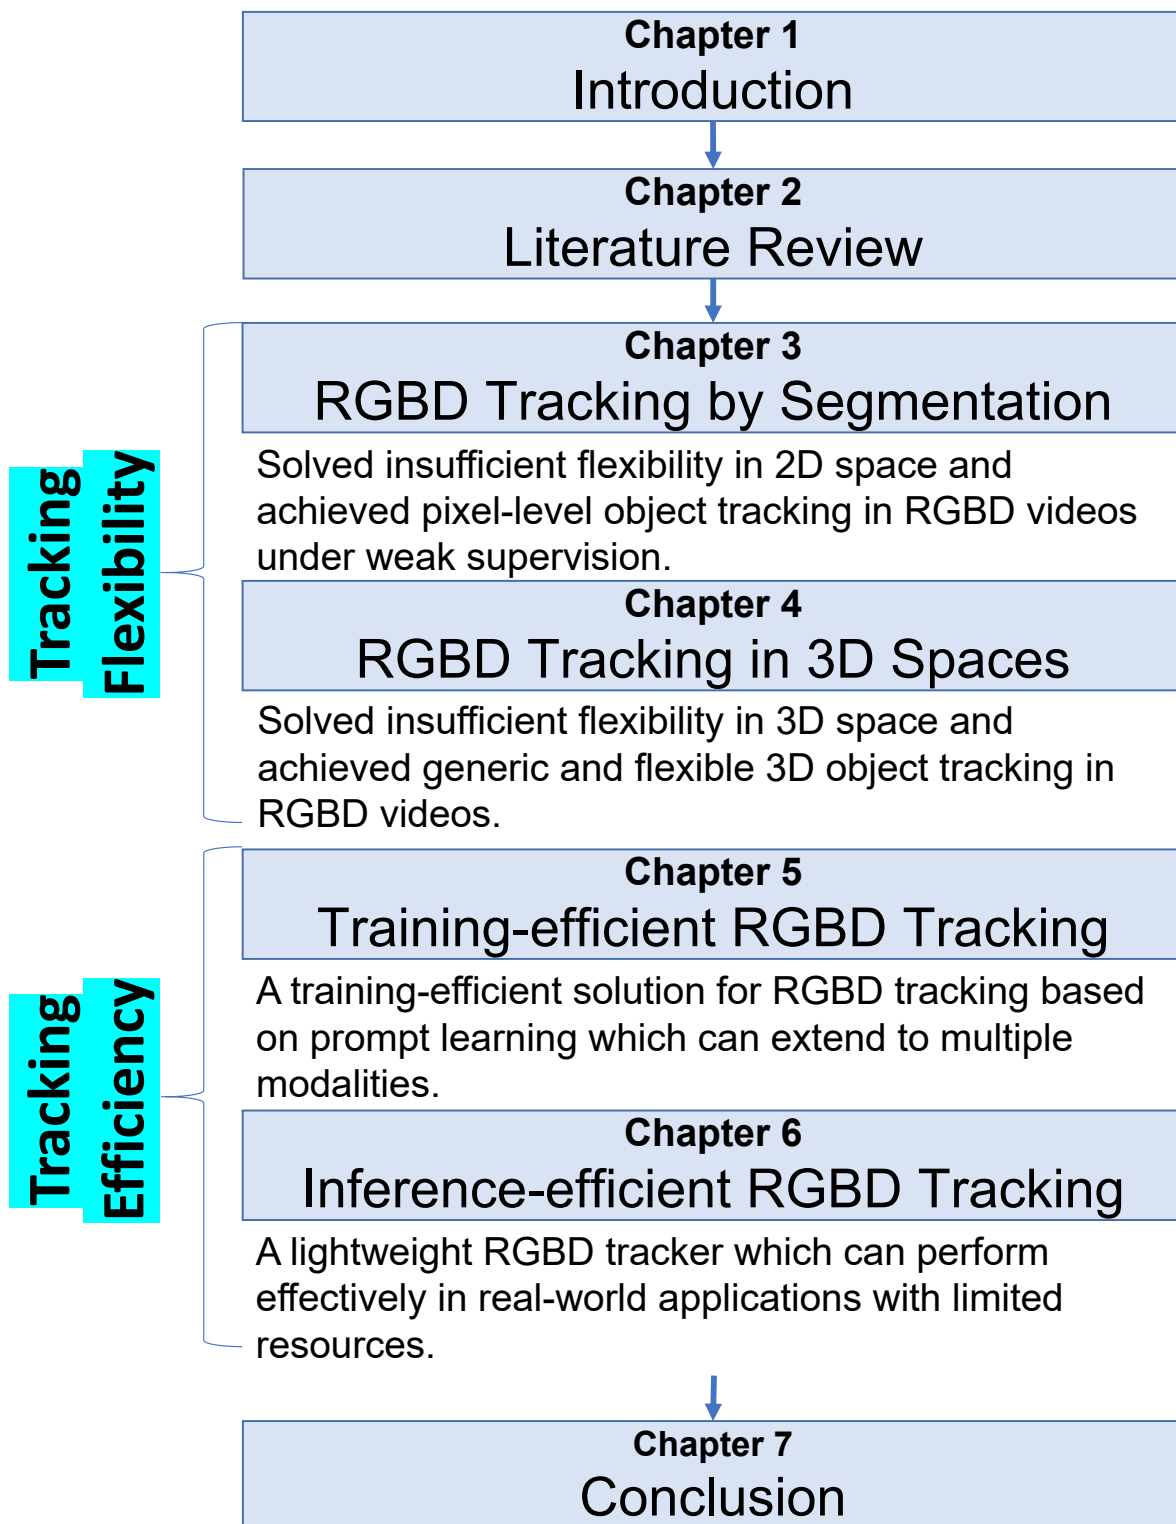 Chapter 1
Introduction
Chapter 2
Literature Review
Tracking
Flexibility
Chapter 3
RGBD Tracking by Segmentation
Solved insufficient flexibility in 2D space and
achieved pixel-level object tracking in RGBD videos
under weak supervision.
Chapter 4
RGBD Tracking in 3D Spaces
Solved insufficient flexibility in 3D space and
achieved generic and flexible 3D object tracking in
RGBD videos.
Tracking
Efficiency
Chapter 5
Training-efficient RGBD Tracking
A training-efficient solution for RGBD tracking based
on prompt learning which can extend to multiple
modalities.
Chapter 6
Inference-efficient RGBD Tracking
A lightweight RGBD tracker which can perform
effectively in real-world applications with limited
resources.
Chapter 7
Conclusion